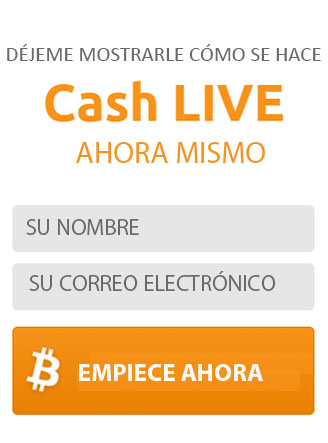 DÉJEME MOSTRARLE CÓMO SE HACE
Cash LIVE
AHORA MISMO
SU NOMBRE
SU CORREO ELECTRÓNICO
EMPIECE AHORA